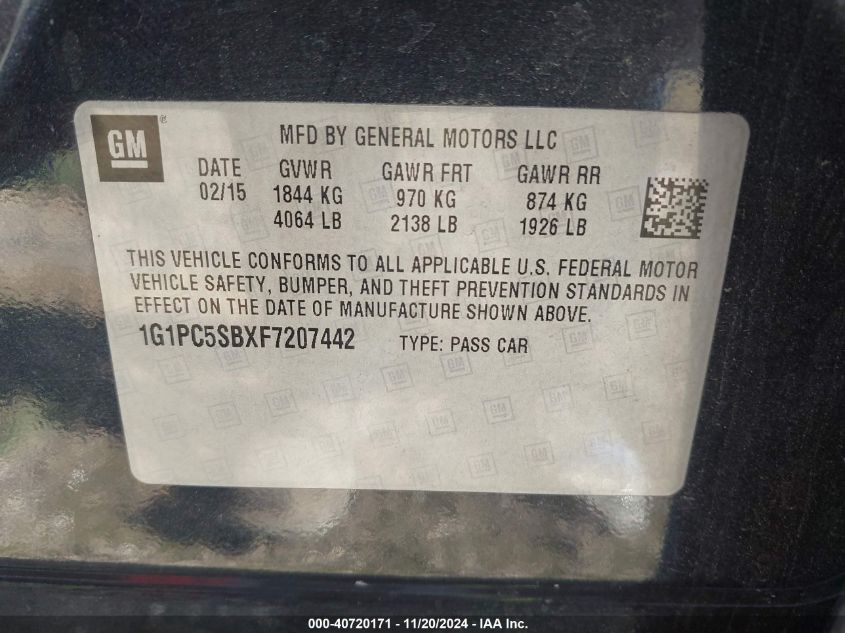 GM ®
MFD BY GENERAL MOTORS LLC
DATE GVWR GAWR FRT GAWR RR
02/15 1844 KG 970 KG 874 KG
4064 LB 2138 LB 1926 LB
THIS VEHICLE CONFORMS TO ALL APPLICABLE U.S. FEDERAL MOTOR
VEHICLE SAFETY, BUMPER, AND THEFT PREVENTION STANDARDS IN
EFFECT ON THE DATE OF MANUFACTURE SHOWN ABOVE.
1G1PC5SBXF7207442 TYPE: PASS CAR
000-40720171 - 11/20/2024 - IAA Inc.